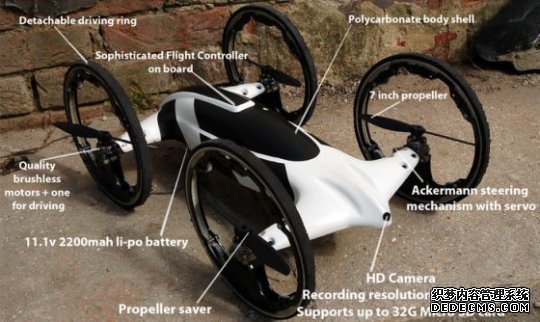 Detachable driving ring
Polycarbonate body shell
Sophisticated Flight Controller
on board
7 inch propeller
Quality
brushless
motors + one
for driving
Ackermann steering
mechanism with servo
11.1v 2200mah li-po battery
HD Camera
Recording resolution
Propeller saver
Supports up to 32G Micro SD card
织梦内容管理系统
DEDECMS.COM